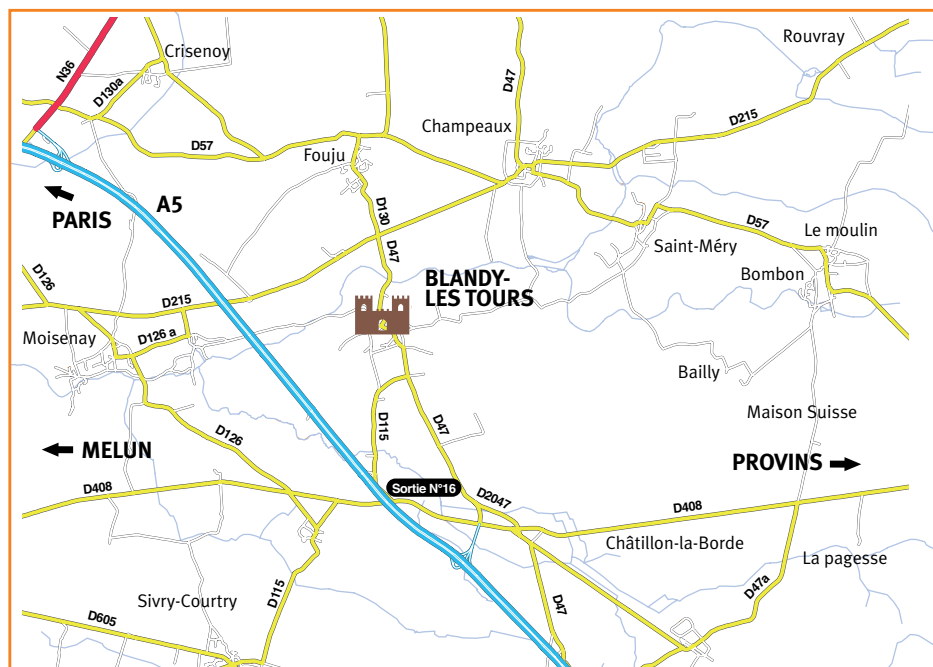 Rouvray
Crisenoy
N36
D47
D130a
Champeaux
D215
D57
Fouju
A5
PARIS
D130
D57
Le moulin
Saint-Méry
D47
BLANDY-
LES TOURS
Bombon
D126
D215
Moisenay
D126 a
Bailly
Maison Suisse
D115
D47
D126
MELUN
PROVINS
D408
Sortie N°16
D2047
D408
Châtillon-la-Borde
La pagesse
D47a
D115
Sivry-Courtry
D47
D605